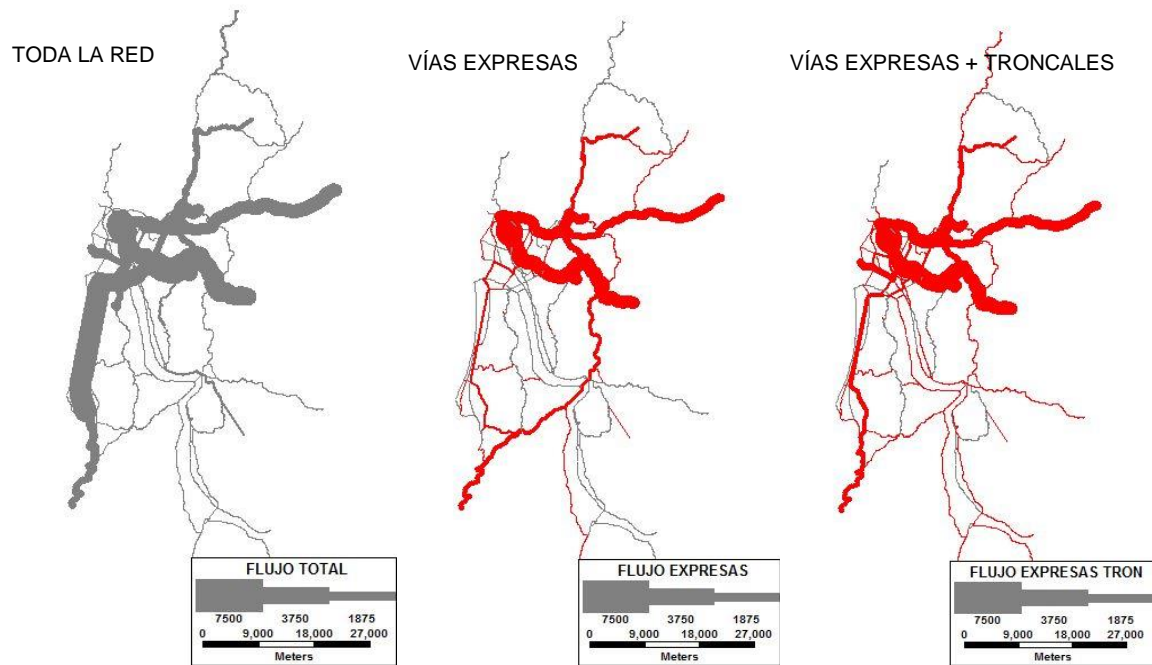 TODA LA RED
VÍAS EXPRESAS
VÍAS EXPRESAS + TRONCALES
FLUJO TOTAL
7500 3750 1875
0 9,000 18,000 27,000
Meters
FLUJO EXPRESAS
7500 3750 1875
0 9,000 18,000 27,000
Meters
FLUJO EXPRESAS TRON
7500 3750 1875
0 9,000 18,000 27,000
Meters